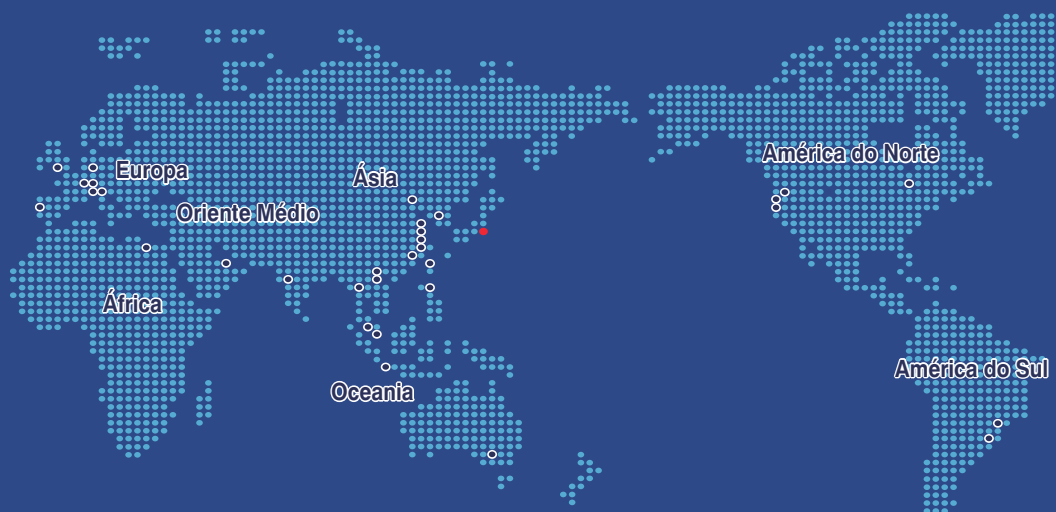 América do Norte
Europa
Ásia
Oriente Médio
África
América do Sul
Oceania